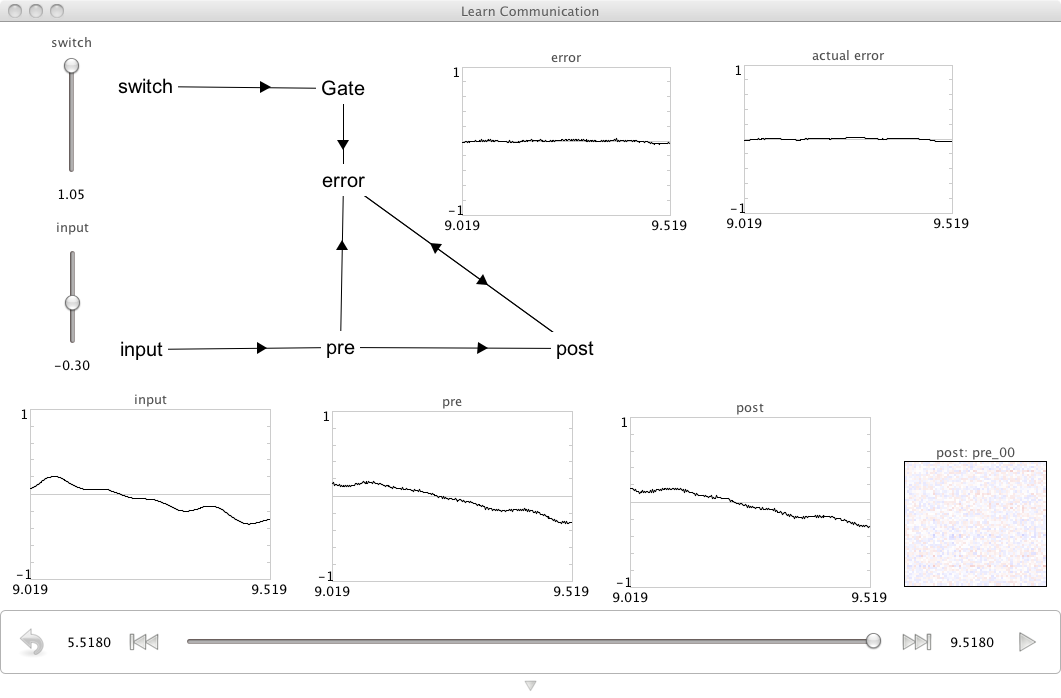 Learn Communication
switch
1.05
input
−0.30
switch
Gate
error
input
pre
post
error
1
−1
9.019
9.519
actual error
1
−1
9.019
9.519
input
1
−1
9.019
9.519
pre
1
−1
9.019
9.519
post
1
−1
9.019
9.519
post: pre_00
5.5180
9.5180